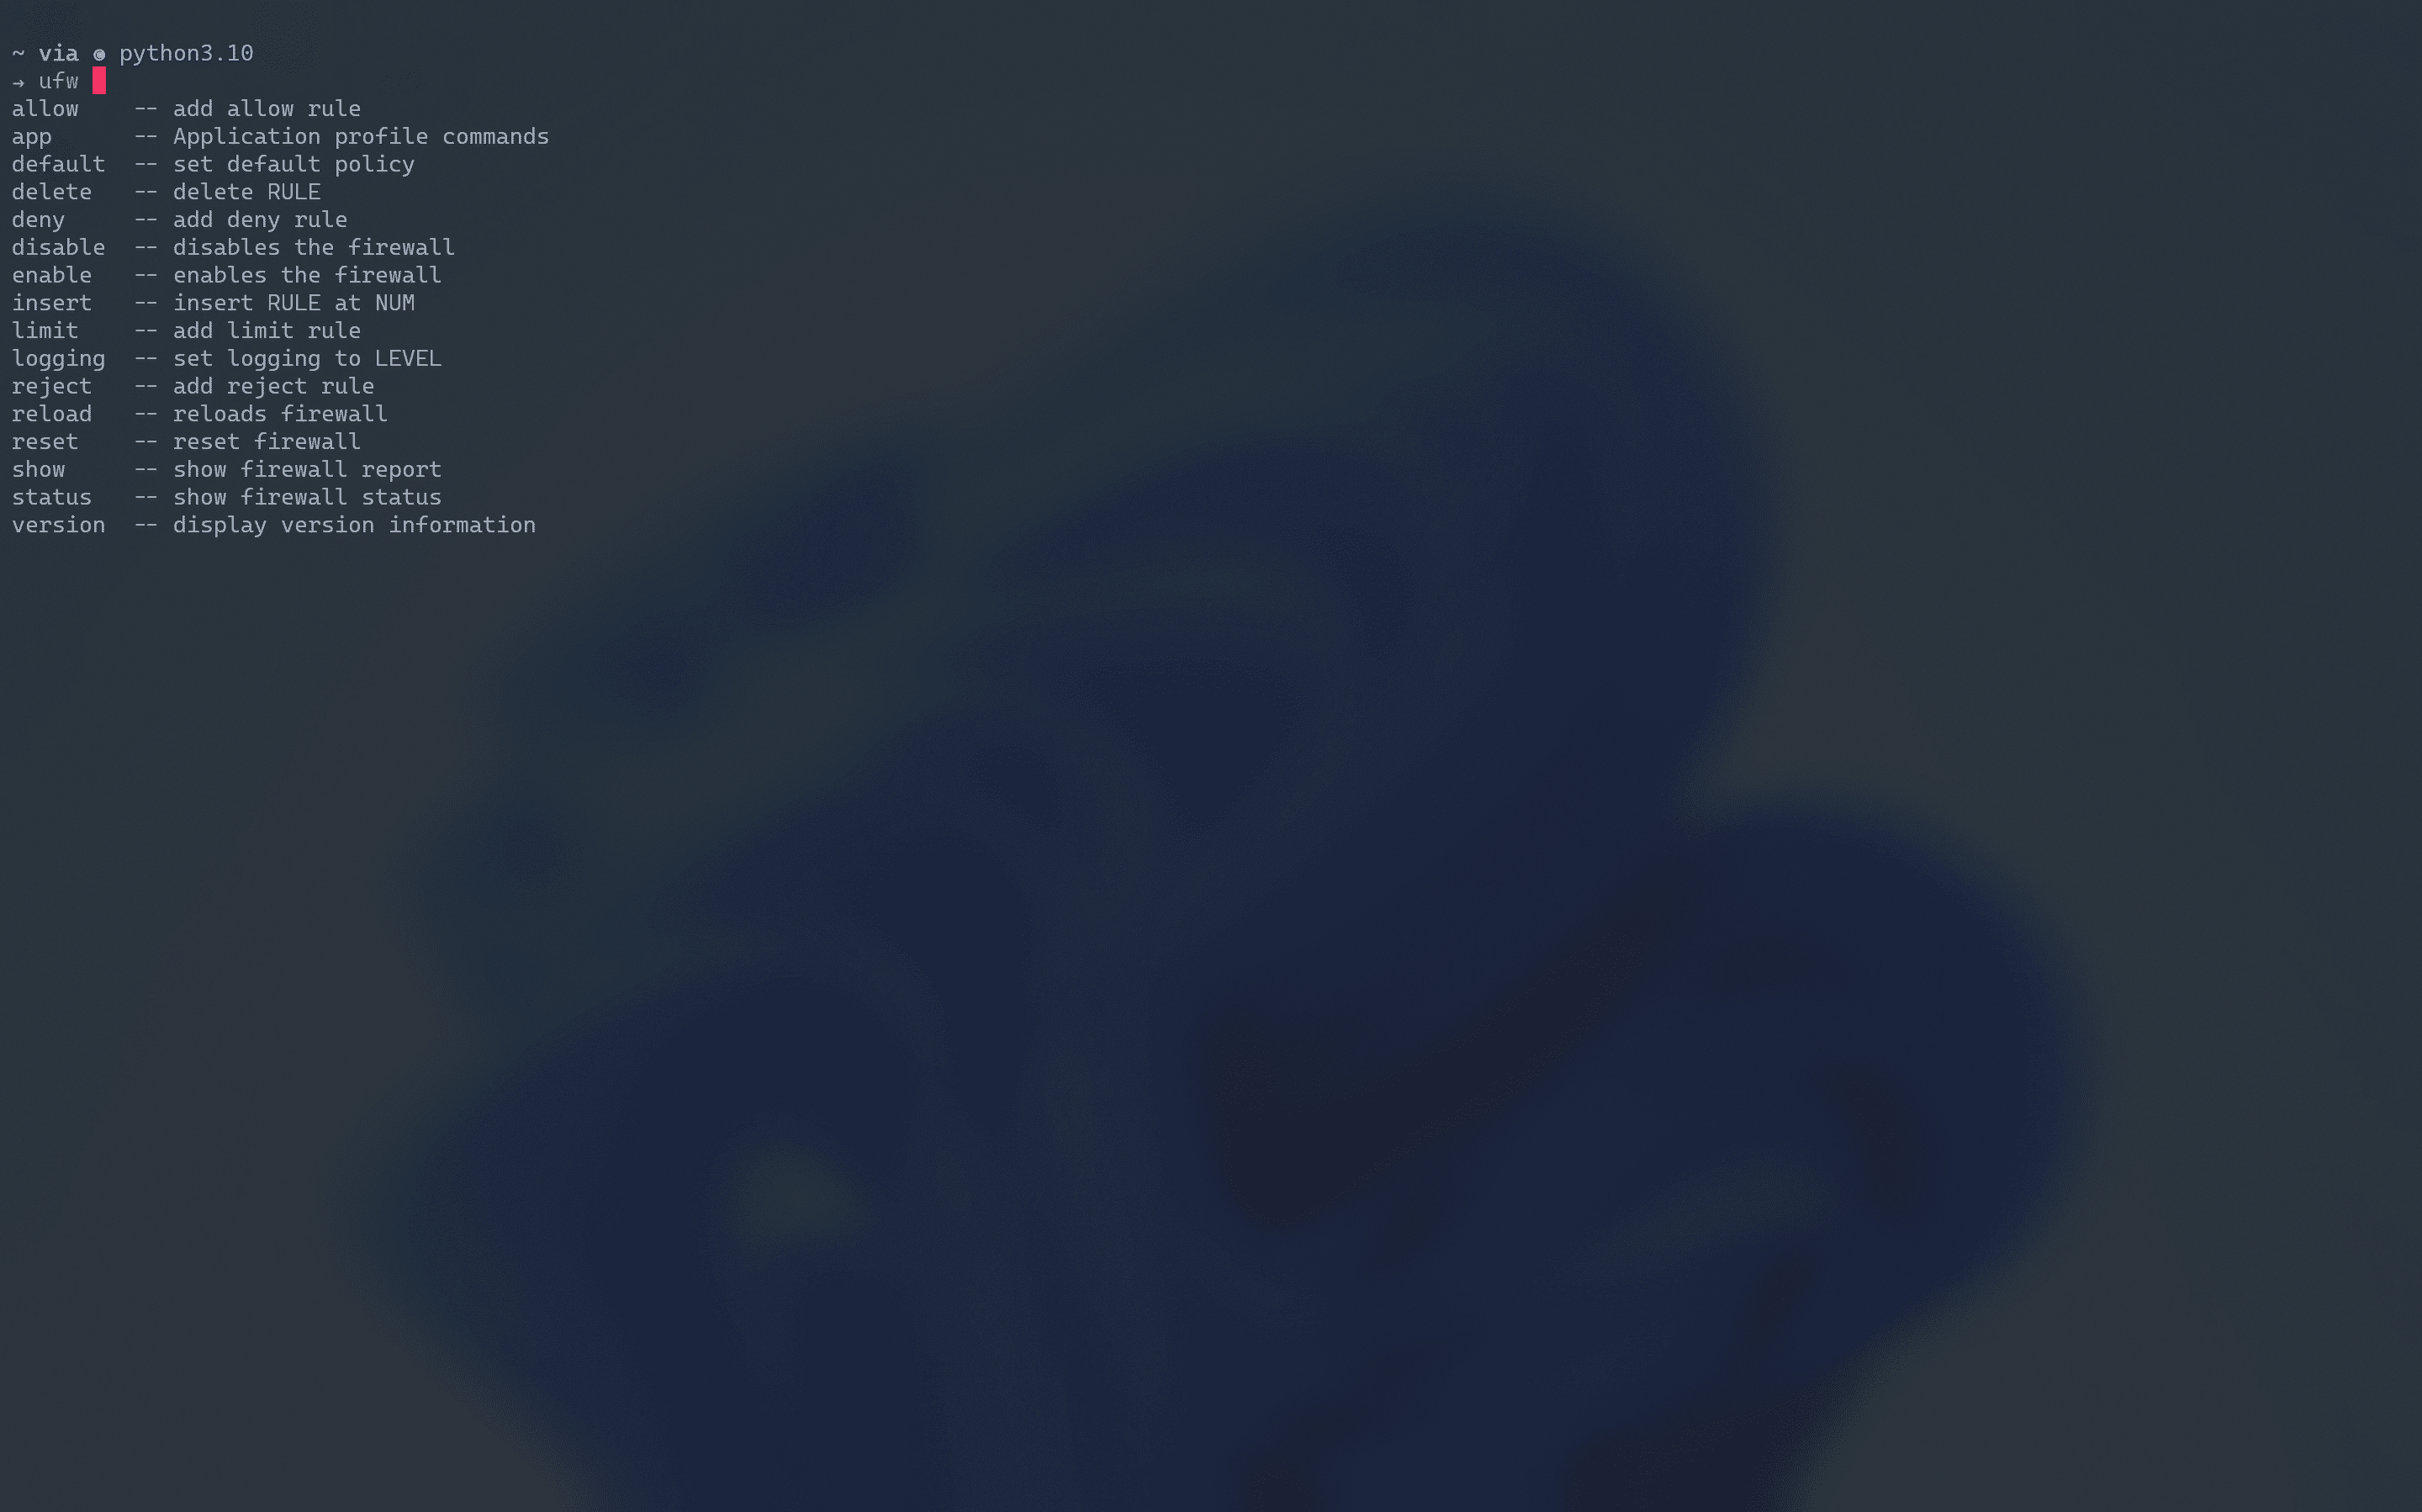 ~ via © python3.10
→ ufw
allow    -- add allow rule
app      -- Application profile commands
default  -- set default policy
delete   -- delete RULE
deny     -- add deny rule
disable  -- disables the firewall
enable   -- enables the firewall
insert   -- insert RULE at NUM
limit    -- add limit rule
logging  -- set logging to LEVEL
reject   -- add reject rule
reload   -- reloads firewall
reset    -- reset firewall
show     -- show firewall report
status   -- show firewall status
version  -- display version information